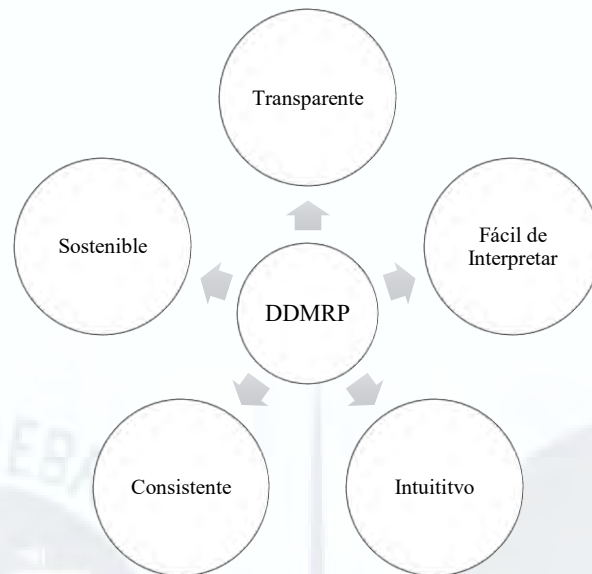 Transparente
Sostenible
Fácil de
Interpretar
DDMRP
Consistente
Intuititvo